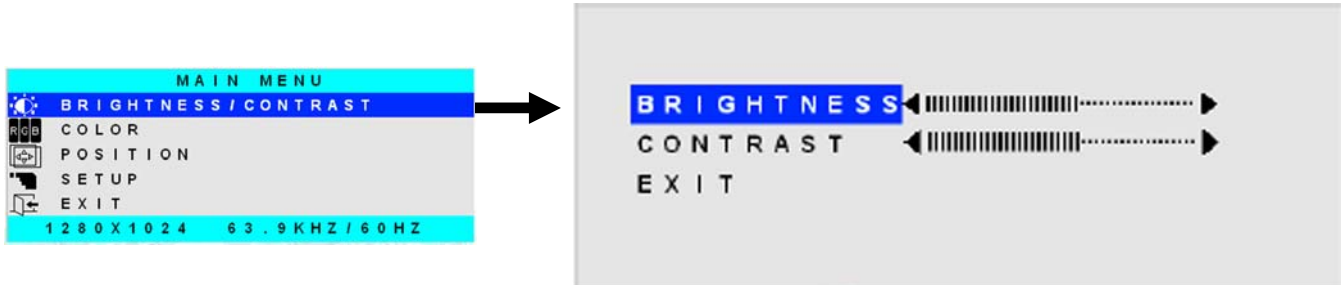 MAIN MENU
BRIGHTNESS/CONTRAST
RGB COLOR
POSITION
SETUP
EXIT
1280X1024 63.9KHZ/60HZ
BRIGHTNESS
CONTRAST
EXIT